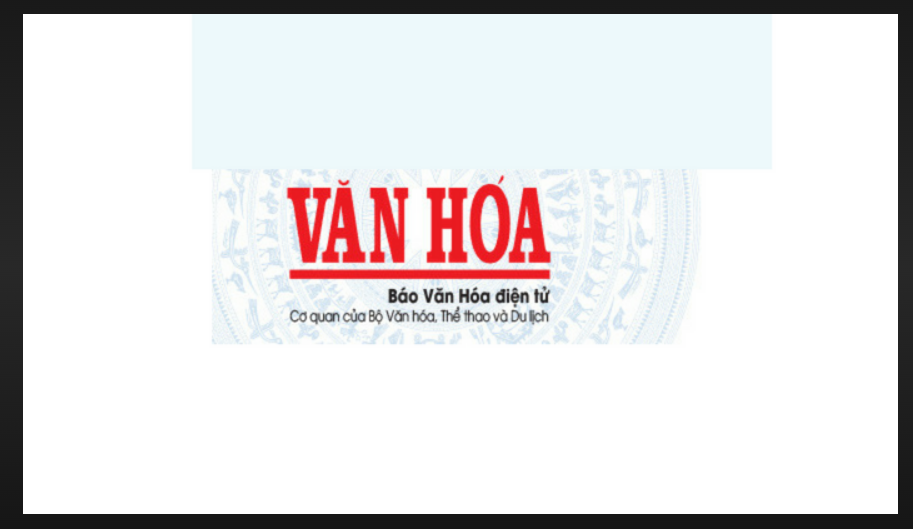 VĂN HÓA
Báo Văn Hóa điện tử
Cơ quan của Bộ Văn hóa, Thể thao và Du lịch